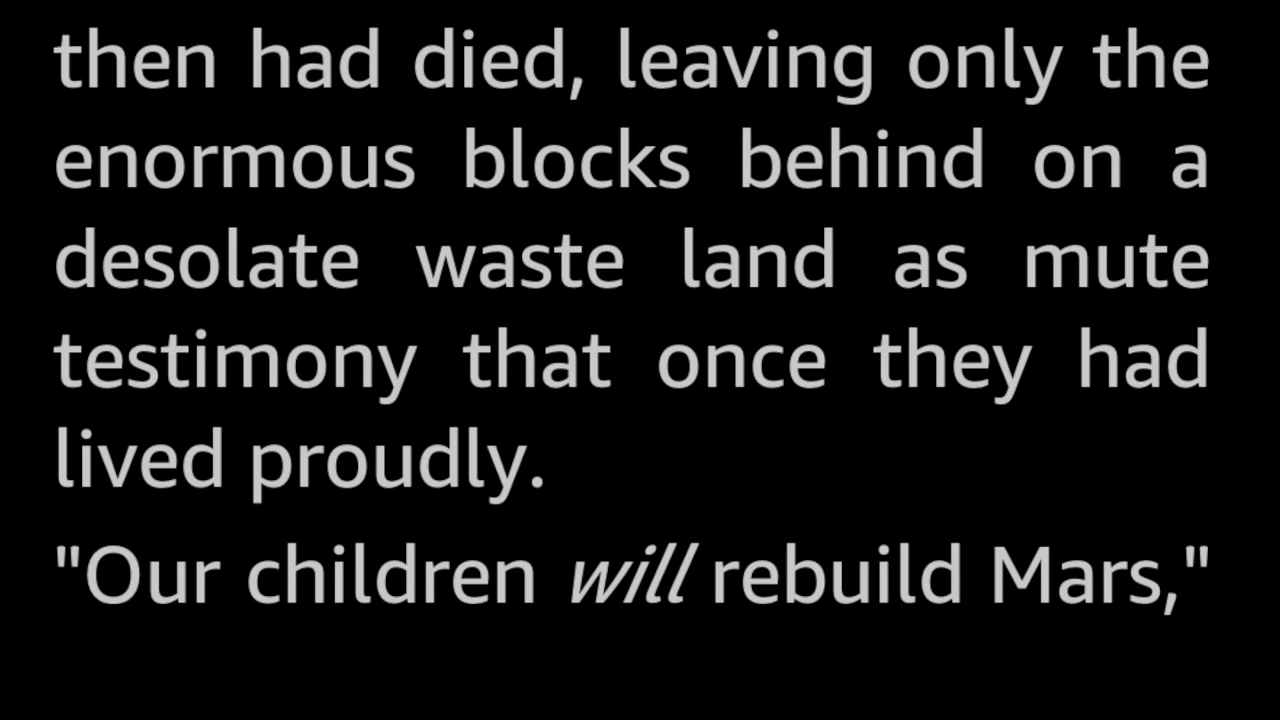 then had died, leaving only the
enormous blocks behind on a
desolate waste land as mute
testimony that once they had
lived proudly.
"Our children will rebuild Mars,"